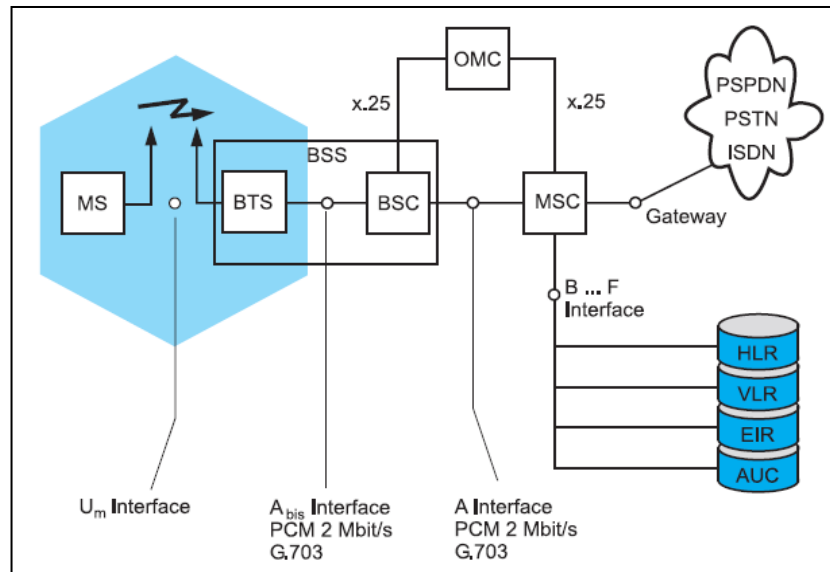 OMC
x.25
x.25
PSPDN
PSTN
ISDN
BSS
MS
BTS
BSC
MSC
Gateway
B ... F
Interface
HLR
VLR
EIR
AUC
Um Interface
Abis Interface
PCM 2 Mbit/s
G.703
A Interface
PCM 2 Mbit/s
G.703